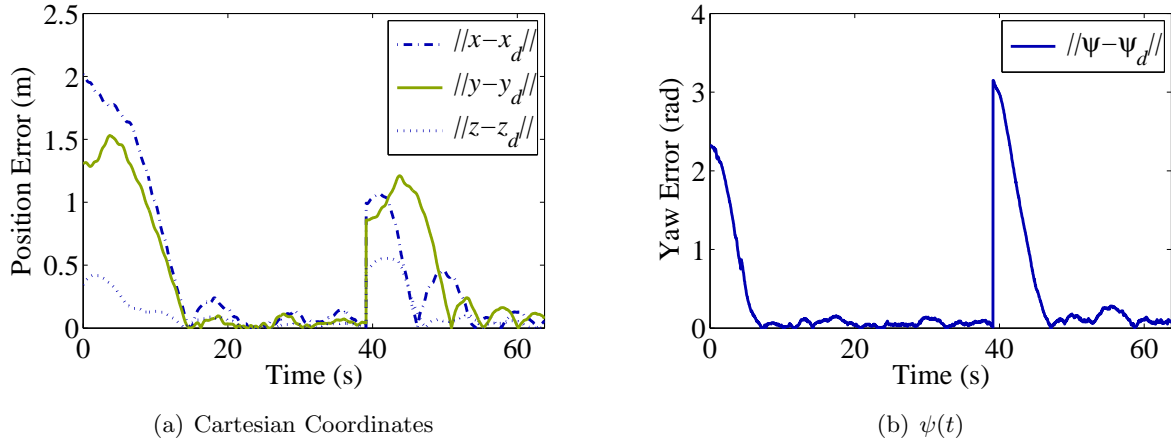 2.5
2
1.5
1
0.5
0
0 20 40 60
Position Error (m)
Time (s)
||x−x_d||
||y−y_d||
||z−z_d||
(a) Cartesian Coordinates
4
3
2
1
0
0 20 40 60
Yaw Error (rad)
Time (s)
||ψ−ψ_d||
(b) ψ(t)